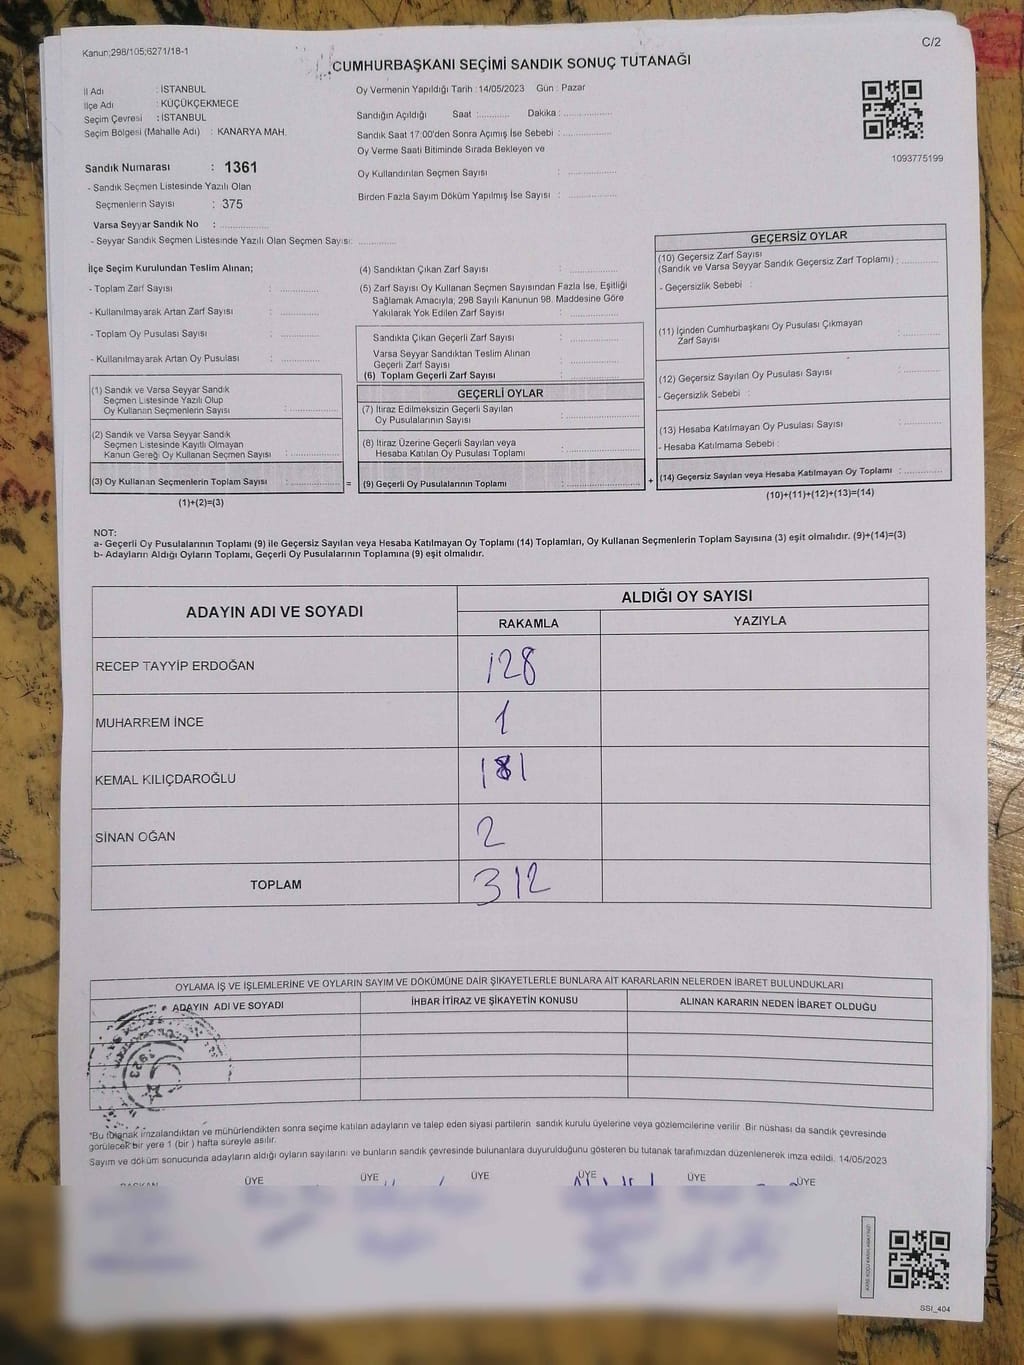 Kanun;298/105;6271/18-1
C/2
CUMHURBAŞKANI SEÇİMİ SANDIK SONUÇ TUTANAĞI
İl Adı : İSTANBUL
İlçe Adı : KÜÇÜKÇEKMECE
Seçim Çevresi : İSTANBUL
Seçim Bölgesi (Mahalle Adı) : KANARYA MAH.
Oy Vermenin Yapıldığı Tarih : 14/05/2023 Gün : Pazar
Sandığın Açıldığı Saat :........... Dakika :................
Sandık Saat 17:00'den Sonra Açımış İse Sebebi :................
Oy Verme Saati Bitiminde Sırada Bekleyen ve
Oy Kullandırılan Seçmen Sayısı :................
Birden Fazla Sayım Döküm Yapılmış İse Sayısı :................
1093775199
Sandık Numarası : 1361
- Sandık Seçmen Listesinde Yazılı Olan
Seçmenlerin Sayısı : 375
Varsa Seyyar Sandık No :................
- Seyyar Sandık Seçmen Listesinde Yazılı Olan Seçmen Sayısı: ............
İlçe Seçim Kurulundan Teslim Alınan;
- Toplam Zarf Sayısı : ............
- Kullanılmayarak Artan Zarf Sayısı : ............
- Toplam Oy Pusulası Sayısı : ............
- Kullanılmayarak Artan Oy Pusulası : ............
(1) Sandık ve Varsa Seyyar Sandık
Seçmen Listesinde Yazılı Olup
Oy Kullanan Seçmenlerin Sayısı :................
(2) Sandık ve Varsa Seyyar Sandık
Seçmen Listesinde Kayıtlı Olmayan
Kanun Gereği Oy Kullanan Seçmen Sayısı :................
(3) Oy Kullanan Seçmenlerin Toplam Sayısı :................
(1)+(2)=(3)
=
(4) Sandıktan Çıkan Zarf Sayısı :................
(5) Zarf Sayısı Oy Kullanan Seçmen Sayısından Fazla İse, Eşitliği
Sağlamak Amacıyla, 298 Sayılı Kanunun 98. Maddesine Göre
Yakılarak Yok Edilen Zarf Sayısı :................
Sandıkta Çıkan Geçerli Zarf Sayısı :................
Varsa Seyyar Sandıktan Teslim Alınan
Geçerli Zarf Sayısı :................
(6) Toplam Geçerli Zarf Sayısı :................
GEÇERLİ OYLAR
(7) İtiraz Edilmeksizin Geçerli Sayılan
Oy Pusulalarının Sayısı :................
(8) İtiraz Üzerine Geçerli Sayılan veya
Hesaba Katılan Oy Pusulası Toplamı :................
(9) Geçerli Oy Pusulalarının Toplamı :................
+
GEÇERSİZ OYLAR
(10) Geçersiz Zarf Sayısı
(Sandık ve Varsa Seyyar Sandık Geçersiz Zarf Toplamı) :............
- Geçersizlik Sebebi :
(11) İçinden Cumhurbaşkanı Oy Pusulası Çıkmayan
Zarf Sayısı :............
(12) Geçersiz Sayılan Oy Pusulası Sayısı :............
- Geçersizlik Sebebi :
(13) Hesaba Katılmayan Oy Pusulası Sayısı :............
- Hesaba Katılmama Sebebi :
(14) Geçersiz Sayılan veya Hesaba Katılmayan Oy Toplamı :............
(10)+(11)+(12)+(13)=(14)
NOT:
a- Geçerli Oy Pusulalarının Toplamı (9) ile Geçersiz Sayılan veya Hesaba Katılmayan Oy Toplamı (14) Toplamları, Oy Kullanan Seçmenlerin Toplam Sayısına (3) eşit olmalıdır. (9)+(14)=(3)
b- Adayların Aldığı Oyların Toplamı, Geçerli Oy Pusulalarının Toplamına (9) eşit olmalıdır.
ADAYIN ADI VE SOYADI
ALDIĞI OY SAYISI
RAKAMLA YAZIYLA
RECEP TAYYİP ERDOĞAN 128
MUHARREM İNCE 1
KEMAL KILIÇDAROĞLU 181
SİNAN OĞAN 2
TOPLAM 312
OYLAMA İŞ VE İŞLEMLERİNE VE OYLARIN SAYIM VE DÖKÜMÜNE DAİR ŞİKAYETLERLE BUNLARA AİT KARARLARIN NELERDEN İBARET BULUNDUKLARI
ADAYIN ADI VE SOYADI İHBAR İTİRAZ VE ŞİKAYETİN KONUSU ALINAN KARARIN NEDEN İBARET OLDUĞU
1923
*Bu tutanak imzalandıktan ve mühürlendikten sonra seçime katılan adayların ve talep eden siyasi partilerin sandık kurulu üyelerine veya gözlemcilerine verilir. Bir nüshası da sandık çevresinde
görülecek bir yere 1 (bir ) hafta süreyle asılır.
Sayım ve döküm sonucunda adayların aldığı oyların sayılarını ve bunların sandık çevresinde bulunanlara duyurulduğunu gösteren bu tutanak tarafımızdan düzenlenerek imza edildi. 14/05/2023
BAŞKAN ÜYE ÜYE ÜYE ÜYE ÜYE ÜYE
SSI_404